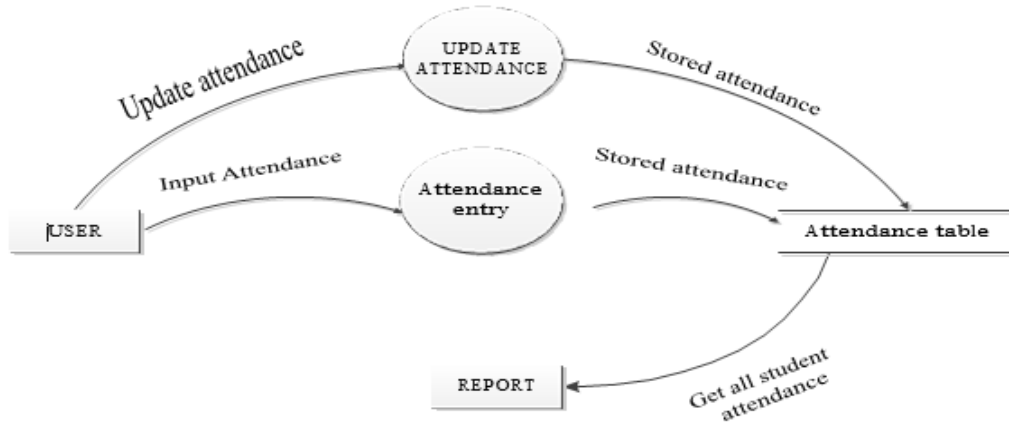 UPDATE
ATTENDANCE
Update attendance
Stored attendance
Input Attendance
Attendance
entry
Stored attendance
USER
Attendance table
REPORT
Get all student
attendance